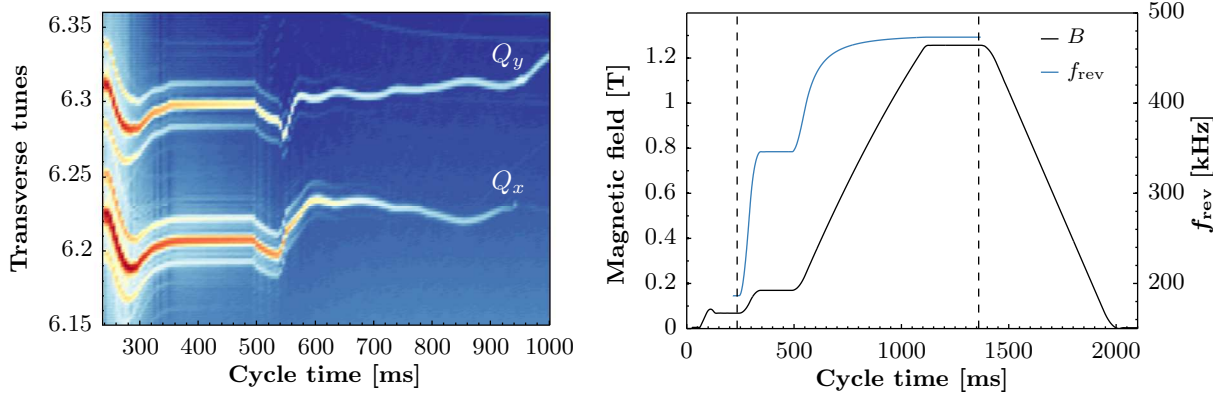 6.36
6.3
6.25
6.2
6.15
Transverse tunes
Q_y
Q_x
300 400 500 600 700 800 900 1000
Cycle time [ms]
1.2
1
0.8
0.6
0.4
0.2
0
Magnetic field [T]
B
f_rev
500
400
300
200
f_rev [kHz]
0 500 1000 1500 2000
Cycle time [ms]